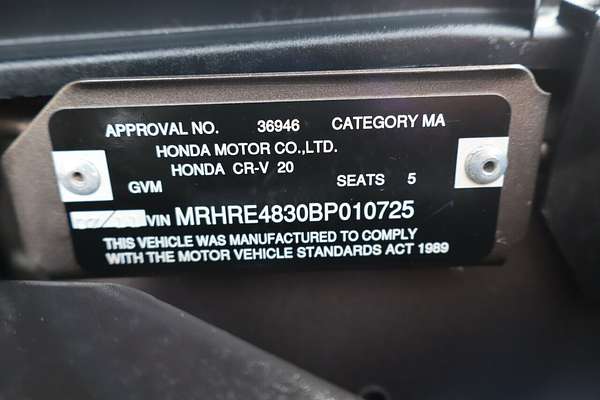 APPROVAL NO. 36946 CATEGORY MA
HONDA MOTOR CO.,LTD.
HONDA CR-V 20
GVM SEATS 5
VIN MRHRE4830BP010725
THIS VEHICLE WAS MANUFACTURED TO COMPLY
WITH THE MOTOR VEHICLE STANDARDS ACT 1989